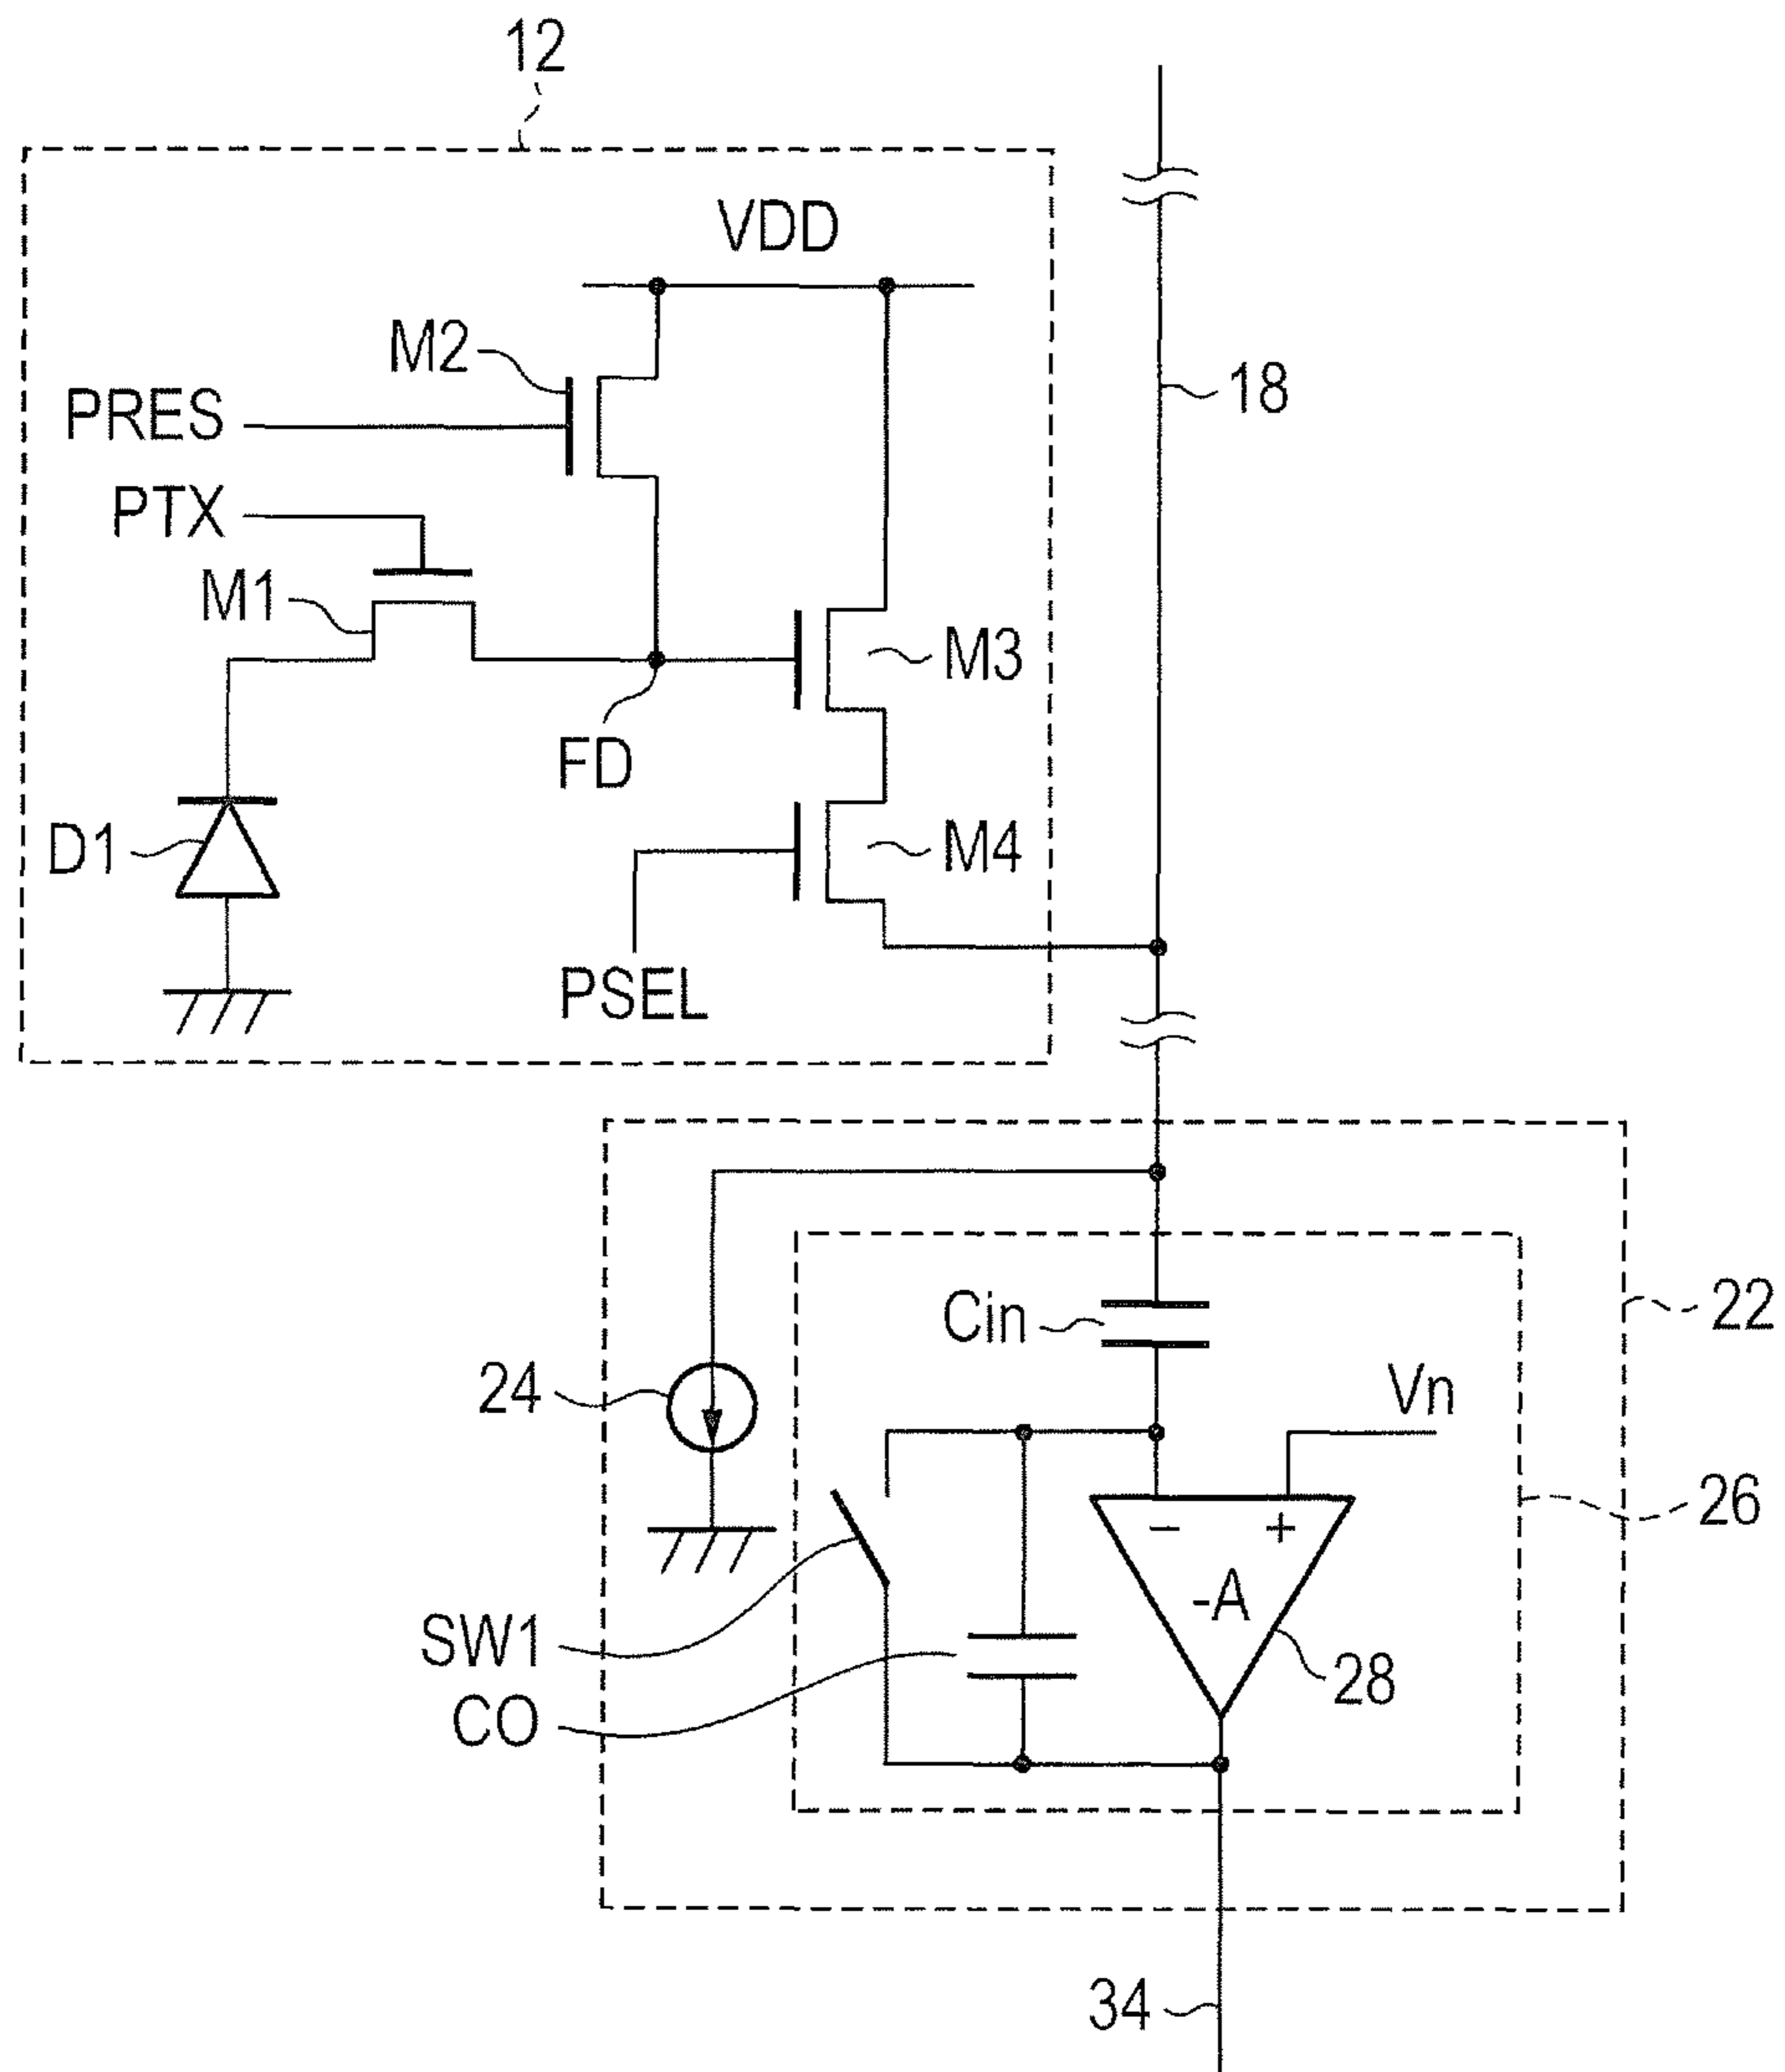 12
VDD
M2
PRES
18
PTX
M1
M3
FD
D1
M4
PSEL
Cin
22
24
Vn
26
− +
-A
SW1
28
CO
34